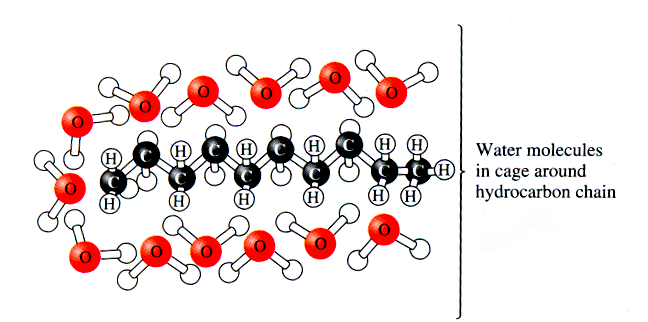 O O O O O
O
H C H C H C H C H H
O C C C C C C H
H H H H H H
O O O O O O
Water molecules
in cage around
hydrocarbon chain